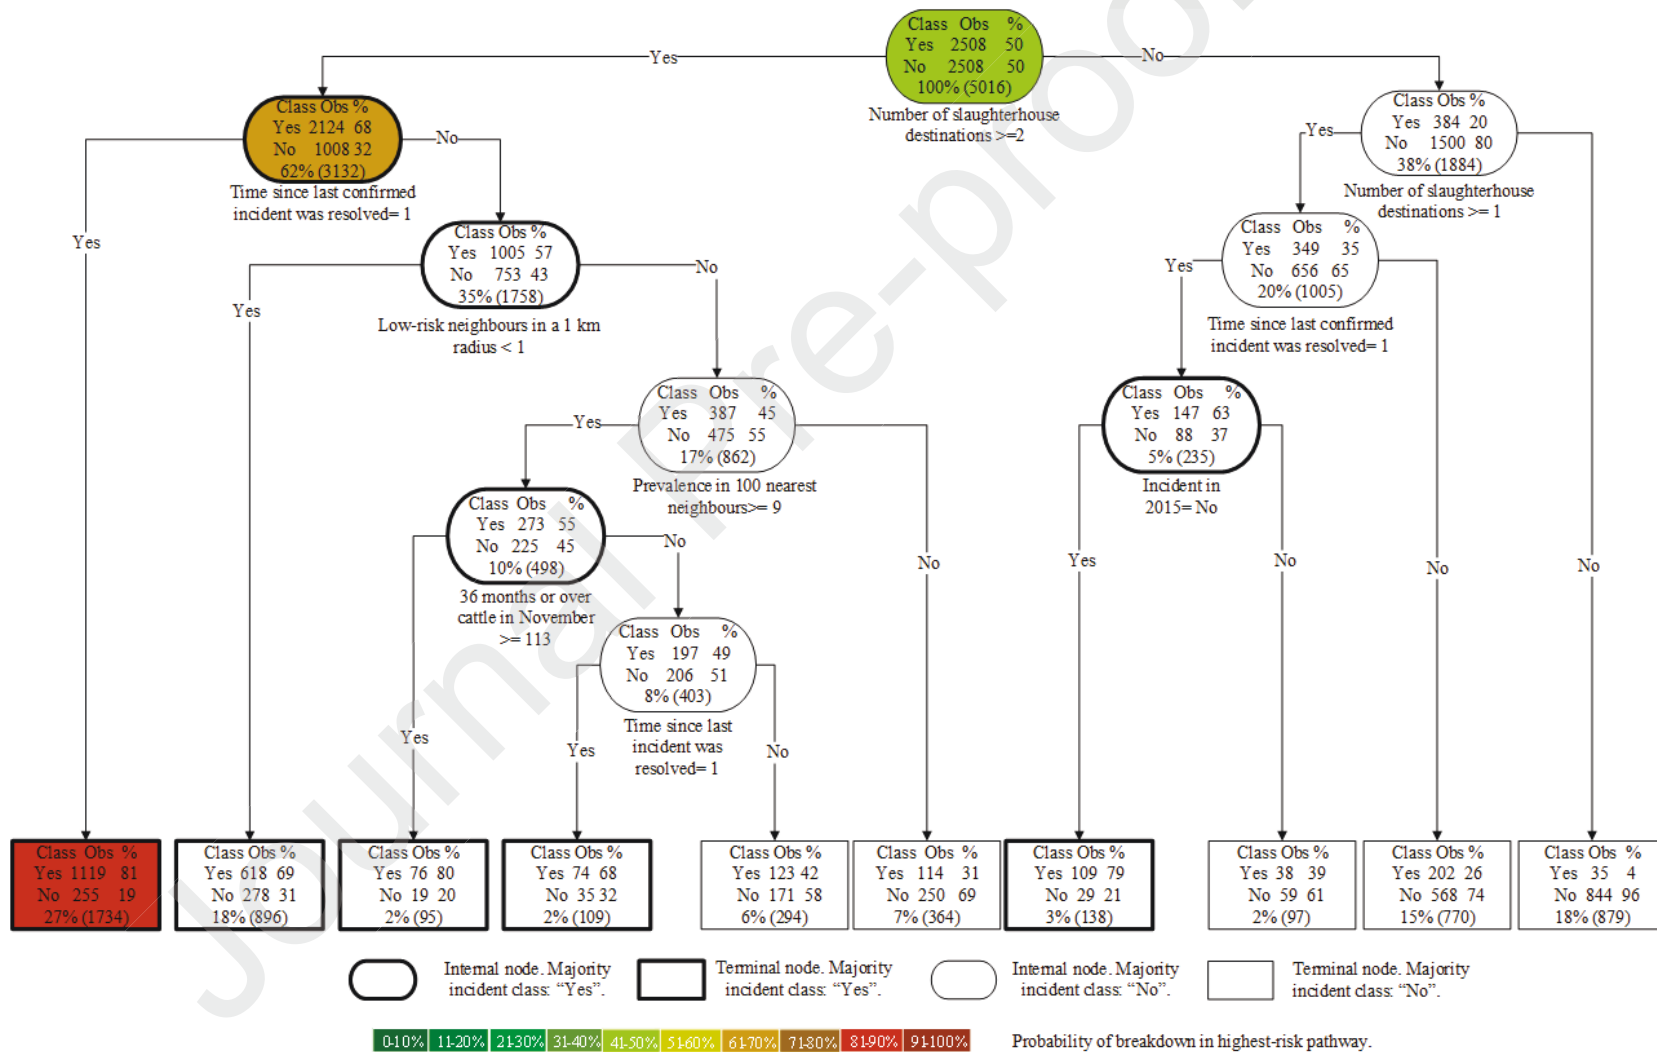 Class Obs %
Yes 2508 50
No 2508 50
100% (5016)
Number of slaughterhouse
destinations >=2
Yes
No
Class Obs %
Yes 2124 68
No 1008 32
62% (3132)
Time since last confirmed
incident was resolved= 1
Yes
No
Class Obs %
Yes 384 20
No 1500 80
38% (1884)
Number of slaughterhouse
destinations >= 1
Yes
No
Class Obs %
Yes 1005 57
No 753 43
35% (1758)
Low-risk neighbours in a 1 km
radius < 1
Yes
No
Class Obs %
Yes 349 35
No 656 65
20% (1005)
Time since last confirmed
incident was resolved= 1
Yes
No
Class Obs %
Yes 387 45
No 475 55
17% (862)
Prevalence in 100 nearest
neighbours>= 9
Yes
No
Class Obs %
Yes 147 63
No 88 37
5% (235)
Incident in
2015= No
Yes
No
Class Obs %
Yes 273 55
No 225 45
10% (498)
36 months or over
cattle in November
>= 113
Yes
No
Class Obs %
Yes 197 49
No 206 51
8% (403)
Time since last
incident was
resolved= 1
Yes
No
Class Obs %
Yes 1119 81
No 255 19
27% (1734)
Class Obs %
Yes 618 69
No 278 31
18% (896)
Class Obs %
Yes 76 80
No 19 20
2% (95)
Class Obs %
Yes 74 68
No 35 32
2% (109)
Class Obs %
Yes 123 42
No 171 58
6% (294)
Class Obs %
Yes 114 31
No 250 69
7% (364)
Class Obs %
Yes 109 79
No 29 21
3% (138)
Class Obs %
Yes 38 39
No 59 61
2% (97)
Class Obs %
Yes 202 26
No 568 74
15% (770)
Class Obs %
Yes 35 4
No 844 96
18% (879)
Internal node. Majority
incident class: “Yes”.
Terminal node. Majority
incident class: “Yes”.
Internal node. Majority
incident class: “No”.
Terminal node. Majority
incident class: “No”.
0-10% 11-20% 21-30% 31-40% 41-50% 51-60% 61-70% 71-80% 81-90% 91-100%
Probability of breakdown in highest-risk pathway.
Journal Pre-proo